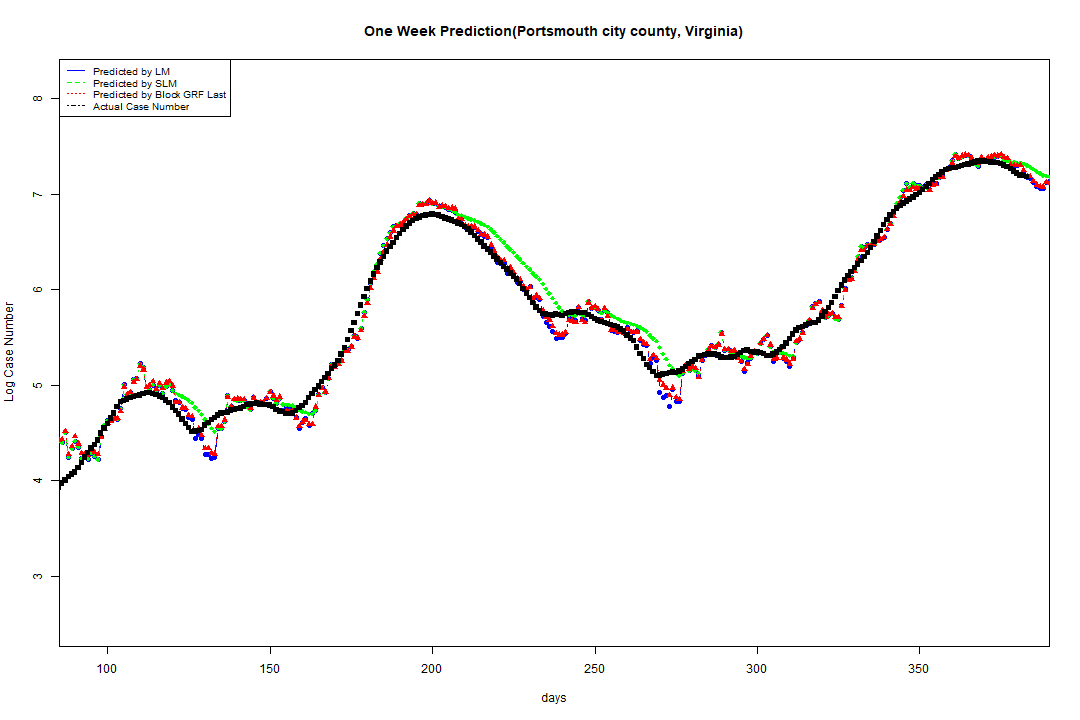 One Week Prediction(Portsmouth city county, Virginia)
Predicted by LM
Predicted by SLM
Predicted by Block GRF Last
Actual Case Number
Log Case Number
8
7
6
5
4
3
100
150
200
250
300
350
days